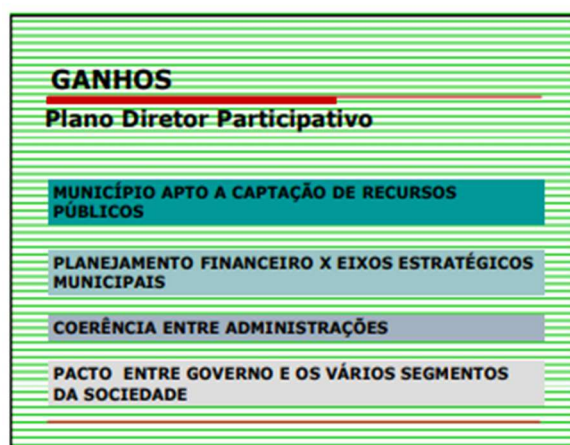 GANHOS
Plano Diretor Participativo
MUNICÍPIO APTO A CAPTAÇÃO DE RECURSOS
PÚBLICOS
PLANEJAMENTO FINANCEIRO X EIXOS ESTRATÉGICOS
MUNICIPAIS
COERÊNCIA ENTRE ADMINISTRAÇÕES
PACTO ENTRE GOVERNO E OS VÁRIOS SEGMENTOS
DA SOCIEDADE